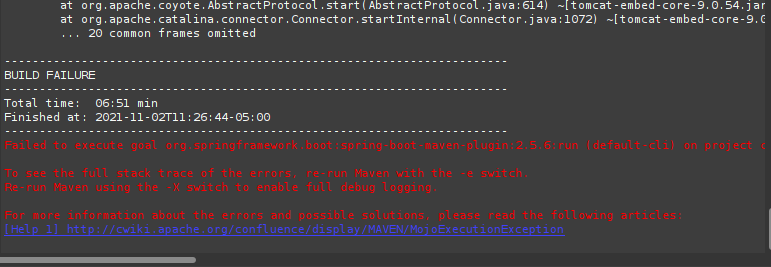 at org.apache.coyote.AbstractProtocol.start(AbstractProtocol.java:614) ~[tomcat-embed-core-9.0.54.jar
at org.apache.catalina.connector.Connector.startInternal(Connector.java:1072) ~[tomcat-embed-core-9.0
... 20 common frames omitted
------------------------------------------------------------------------
BUILD FAILURE
------------------------------------------------------------------------
Total time:  06:51 min
Finished at: 2021-11-02T11:26:44-05:00
------------------------------------------------------------------------
Failed to execute goal org.springframework.boot:spring-boot-maven-plugin:2.5.6:run (default-cli) on project
To see the full stack trace of the errors, re-run Maven with the -e switch.
Re-run Maven using the -X switch to enable full debug logging.
For more information about the errors and possible solutions, please read the following articles:
[Help 1] http://cwiki.apache.org/confluence/display/MAVEN/MojoExecutionException